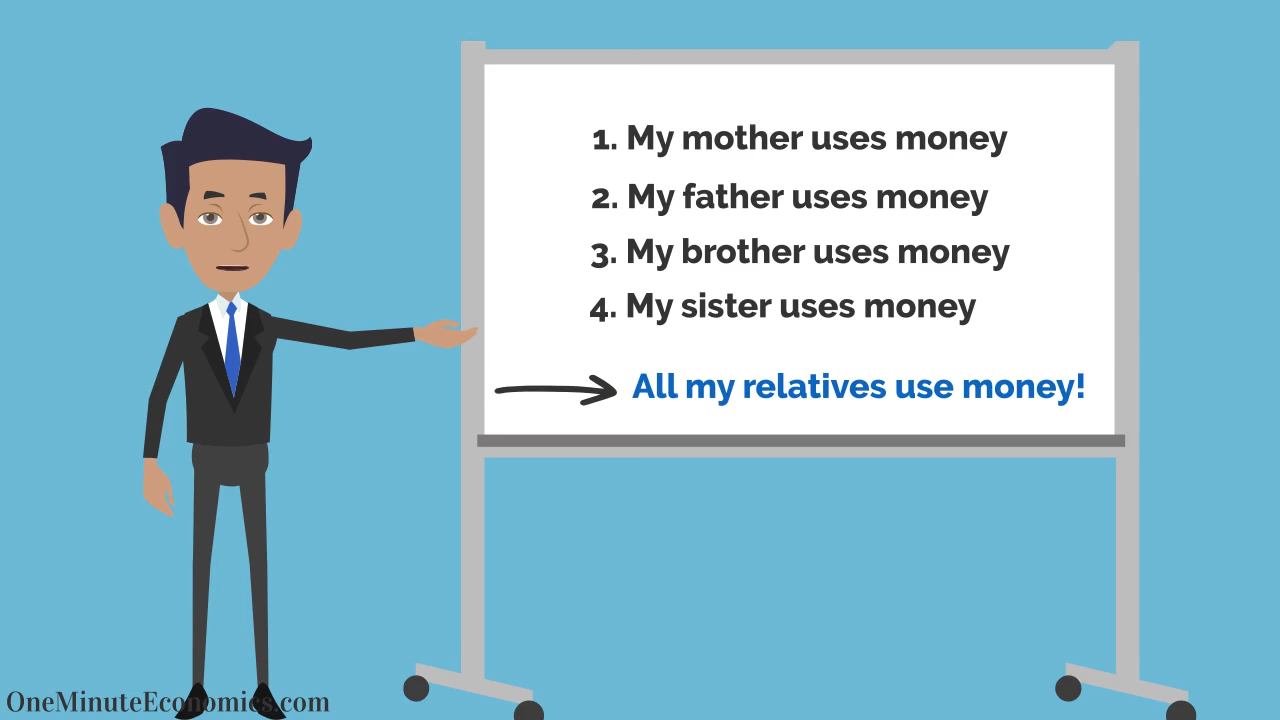 1. My mother uses money
2. My father uses money
3. My brother uses money
4. My sister uses money
All my relatives use money!
OneMinuteEconomics.com